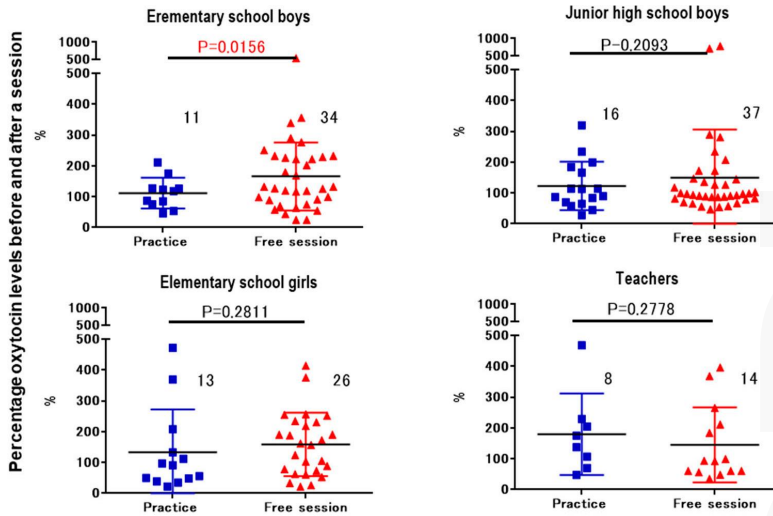 Percentage oxytocin levels before and after a session
Erementary school boys
P=0.0156
1000
500
500
400
300
200
100
0
%
11
34
Practice
Free session
Junior high school boys
P-0.2093
1000
500
500
400
300
200
100
0
%
16
37
Practice
Free session
Elementary school girls
P=0.2811
1000
500
500
400
300
200
100
0
%
13
26
Practice
Free session
Teachers
P=0.2778
1000
500
500
400
300
200
100
0
%
8
14
Practice
Free session